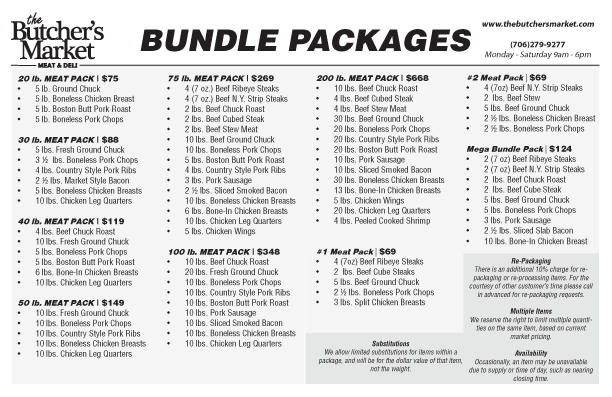 the
Butcher's
Market
MEAT & DELI
BUNDLE PACKAGES
www.thebutchersmarket.com
(706)279-9277
Monday - Saturday 9am - 6pm
20 lb. MEAT PACK | $75
• 5 lb. Ground Chuck
• 5 lb. Boneless Chicken Breast
• 5 lb. Boston Butt Pork Roast
• 5 lb. Boneless Pork Chops
30 lb. MEAT PACK | $88
• 5 lbs. Fresh Ground Chuck
• 3 ½ lbs. Boneless Pork Chops
• 4 lbs. Country Style Pork Ribs
• 2 ½ lbs. Market Style Bacon
• 5 lbs. Boneless Chicken Breasts
• 10 lbs. Chicken Leg Quarters
40 lb. MEAT PACK | $119
• 4 lbs. Beef Chuck Roast
• 10 lbs. Fresh Ground Chuck
• 5 lbs. Boneless Pork Chops
• 5 lbs. Boston Butt Pork Roast
• 6 lbs. Bone-In Chicken Breasts
• 10 lbs. Chicken Leg Quarters
50 lb. MEAT PACK | $149
• 10 lbs. Fresh Ground Chuck
• 10 lbs. Boneless Pork Chops
• 10 lbs. Country Style Pork Ribs
• 10 lbs. Boneless Chicken Breasts
• 10 lbs. Chicken Leg Quarters
75 lb. MEAT PACK | $269
• 4 (7 oz.) Beef Ribeye Steaks
• 4 (7 oz.) Beef N.Y. Strip Steaks
• 2 lbs. Beef Chuck Roast
• 2 lbs. Beef Cubed Steak
• 2 lbs. Beef Stew Meat
• 10 lbs. Beef Ground Chuck
• 10 lbs. Boneless Pork Chops
• 5 lbs. Boston Butt Pork Roast
• 4 lbs. Country Style Pork Ribs
• 3 lbs. Pork Sausage
• 2 ½ lbs. Sliced Smoked Bacon
• 10 lbs. Boneless Chicken Breasts
• 6 lbs. Bone-In Chicken Breasts
• 10 lbs. Chicken Leg Quarters
• 5 lbs. Chicken Wings
100 lb. MEAT PACK | $348
• 10 lbs. Beef Chuck Roast
• 20 lbs. Fresh Ground Chuck
• 10 lbs. Boneless Pork Chops
• 10 lbs. Country Style Pork Ribs
• 10 lbs. Boston Butt Pork Roast
• 10 lbs. Pork Sausage
• 10 lbs. Sliced Smoked Bacon
• 10 lbs. Boneless Chicken Breasts
• 10 lbs. Chicken Leg Quarters
200 lb. MEAT PACK | $668
• 10 lbs. Beef Chuck Roast
• 4 lbs. Beef Cubed Steak
• 4 lbs. Beef Stew Meat
• 30 lbs. Beef Ground Chuck
• 20 lbs. Boneless Pork Chops
• 20 lbs. Country Style Pork Ribs
• 20 lbs. Boston Butt Pork Roast
• 10 lbs. Pork Sausage
• 10 lbs. Sliced Smoked Bacon
• 30 lbs. Boneless Chicken Breasts
• 13 lbs. Bone-In Chicken Breasts
• 5 lbs. Chicken Wings
• 20 lbs. Chicken Leg Quarters
• 4 lbs. Peeled Cooked Shrimp
#1 Meat Pack | $69
• 4 (7oz) Beef Ribeye Steaks
• 2 lbs. Beef Cube Steaks
• 5 lbs. Beef Ground Chuck
• 2 ½ lbs. Boneless Pork Chops
• 3 lbs. Split Chicken Breasts
Substitutions
We allow limited substitutions for items within a
package, and will be for the dollar value of that item,
not the weight.
#2 Meat Pack | $69
• 4 (7oz) Beef N.Y. Strip Steaks
• 2 lbs. Beef Stew
• 5 lbs. Beef Ground Chuck
• 2 ½ lbs. Boneless Chicken Breast
• 2 ½ lbs. Boneless Pork Chops
Mega Bundle Pack | $124
• 2 (7 oz) Beef Ribeye Steaks
• 2 (7 oz) Beef N.Y. Strip Steaks
• 2 lbs. Beef Chuck Roast
• 2 lbs. Beef Cube Steak
• 5 lbs. Beef Ground Chuck
• 5 lbs. Boneless Pork Chops
• 3 lbs. Pork Sausage
• 2 ½ lbs. Sliced Slab Bacon
• 10 lbs. Bone-In Chicken Breast
Re-Packaging
There is an additional 10% charge for re-
packaging or re-processing items. For the
courtesy of other customer's time please call
in advanced for re-packaging requests.
Multiple Items
We reserve the right to limit multiple quanti-
ties on the same item, based on current
market pricing.
Availability
Occasionally, an item may be unavailable
due to supply or time of day, such as nearing
closing time.